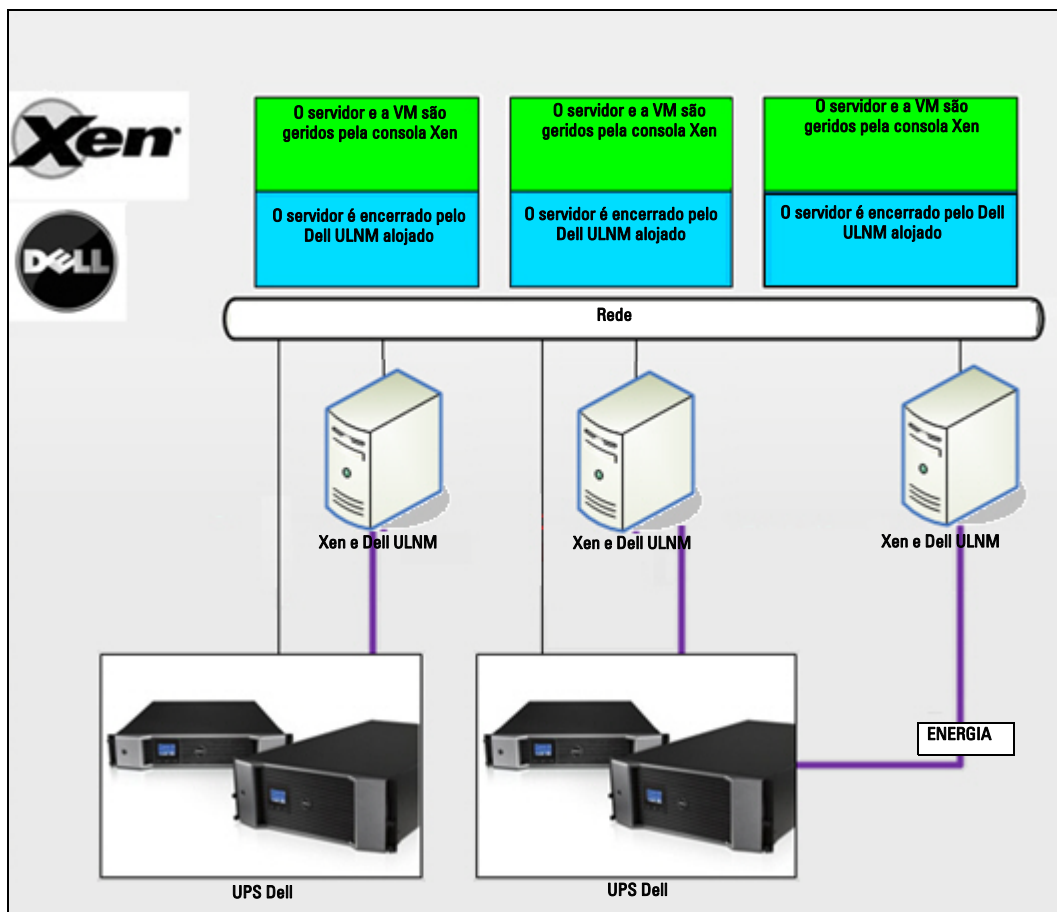 Xen
DELL
O servidor e a VM são
geridos pela consola Xen
O servidor e a VM são
geridos pela consola Xen
O servidor e a VM são
geridos pela consola Xen
O servidor é encerrado pelo
Dell ULNM alojado
O servidor é encerrado pelo
Dell ULNM alojado
O servidor é encerrado pelo Dell
ULNM alojado
Rede
Xen e Dell ULNM
Xen e Dell ULNM
Xen e Dell ULNM
ENERGIA
UPS Dell
UPS Dell